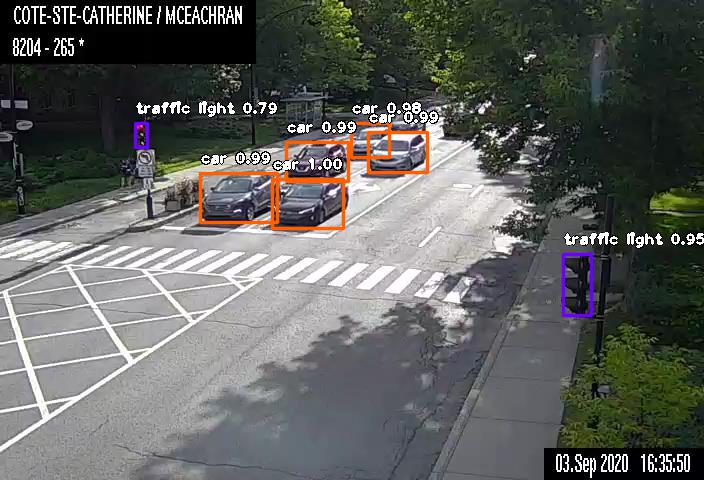 COTE-STE-CATHERINE / MCEACHRAN
8204 - 265 *
traffic light 0.79
car 0.98
car 0.99
car 0.99
car 0.99
car 1.00
traffic light 0.95
03.Sep 2020 16:35:50